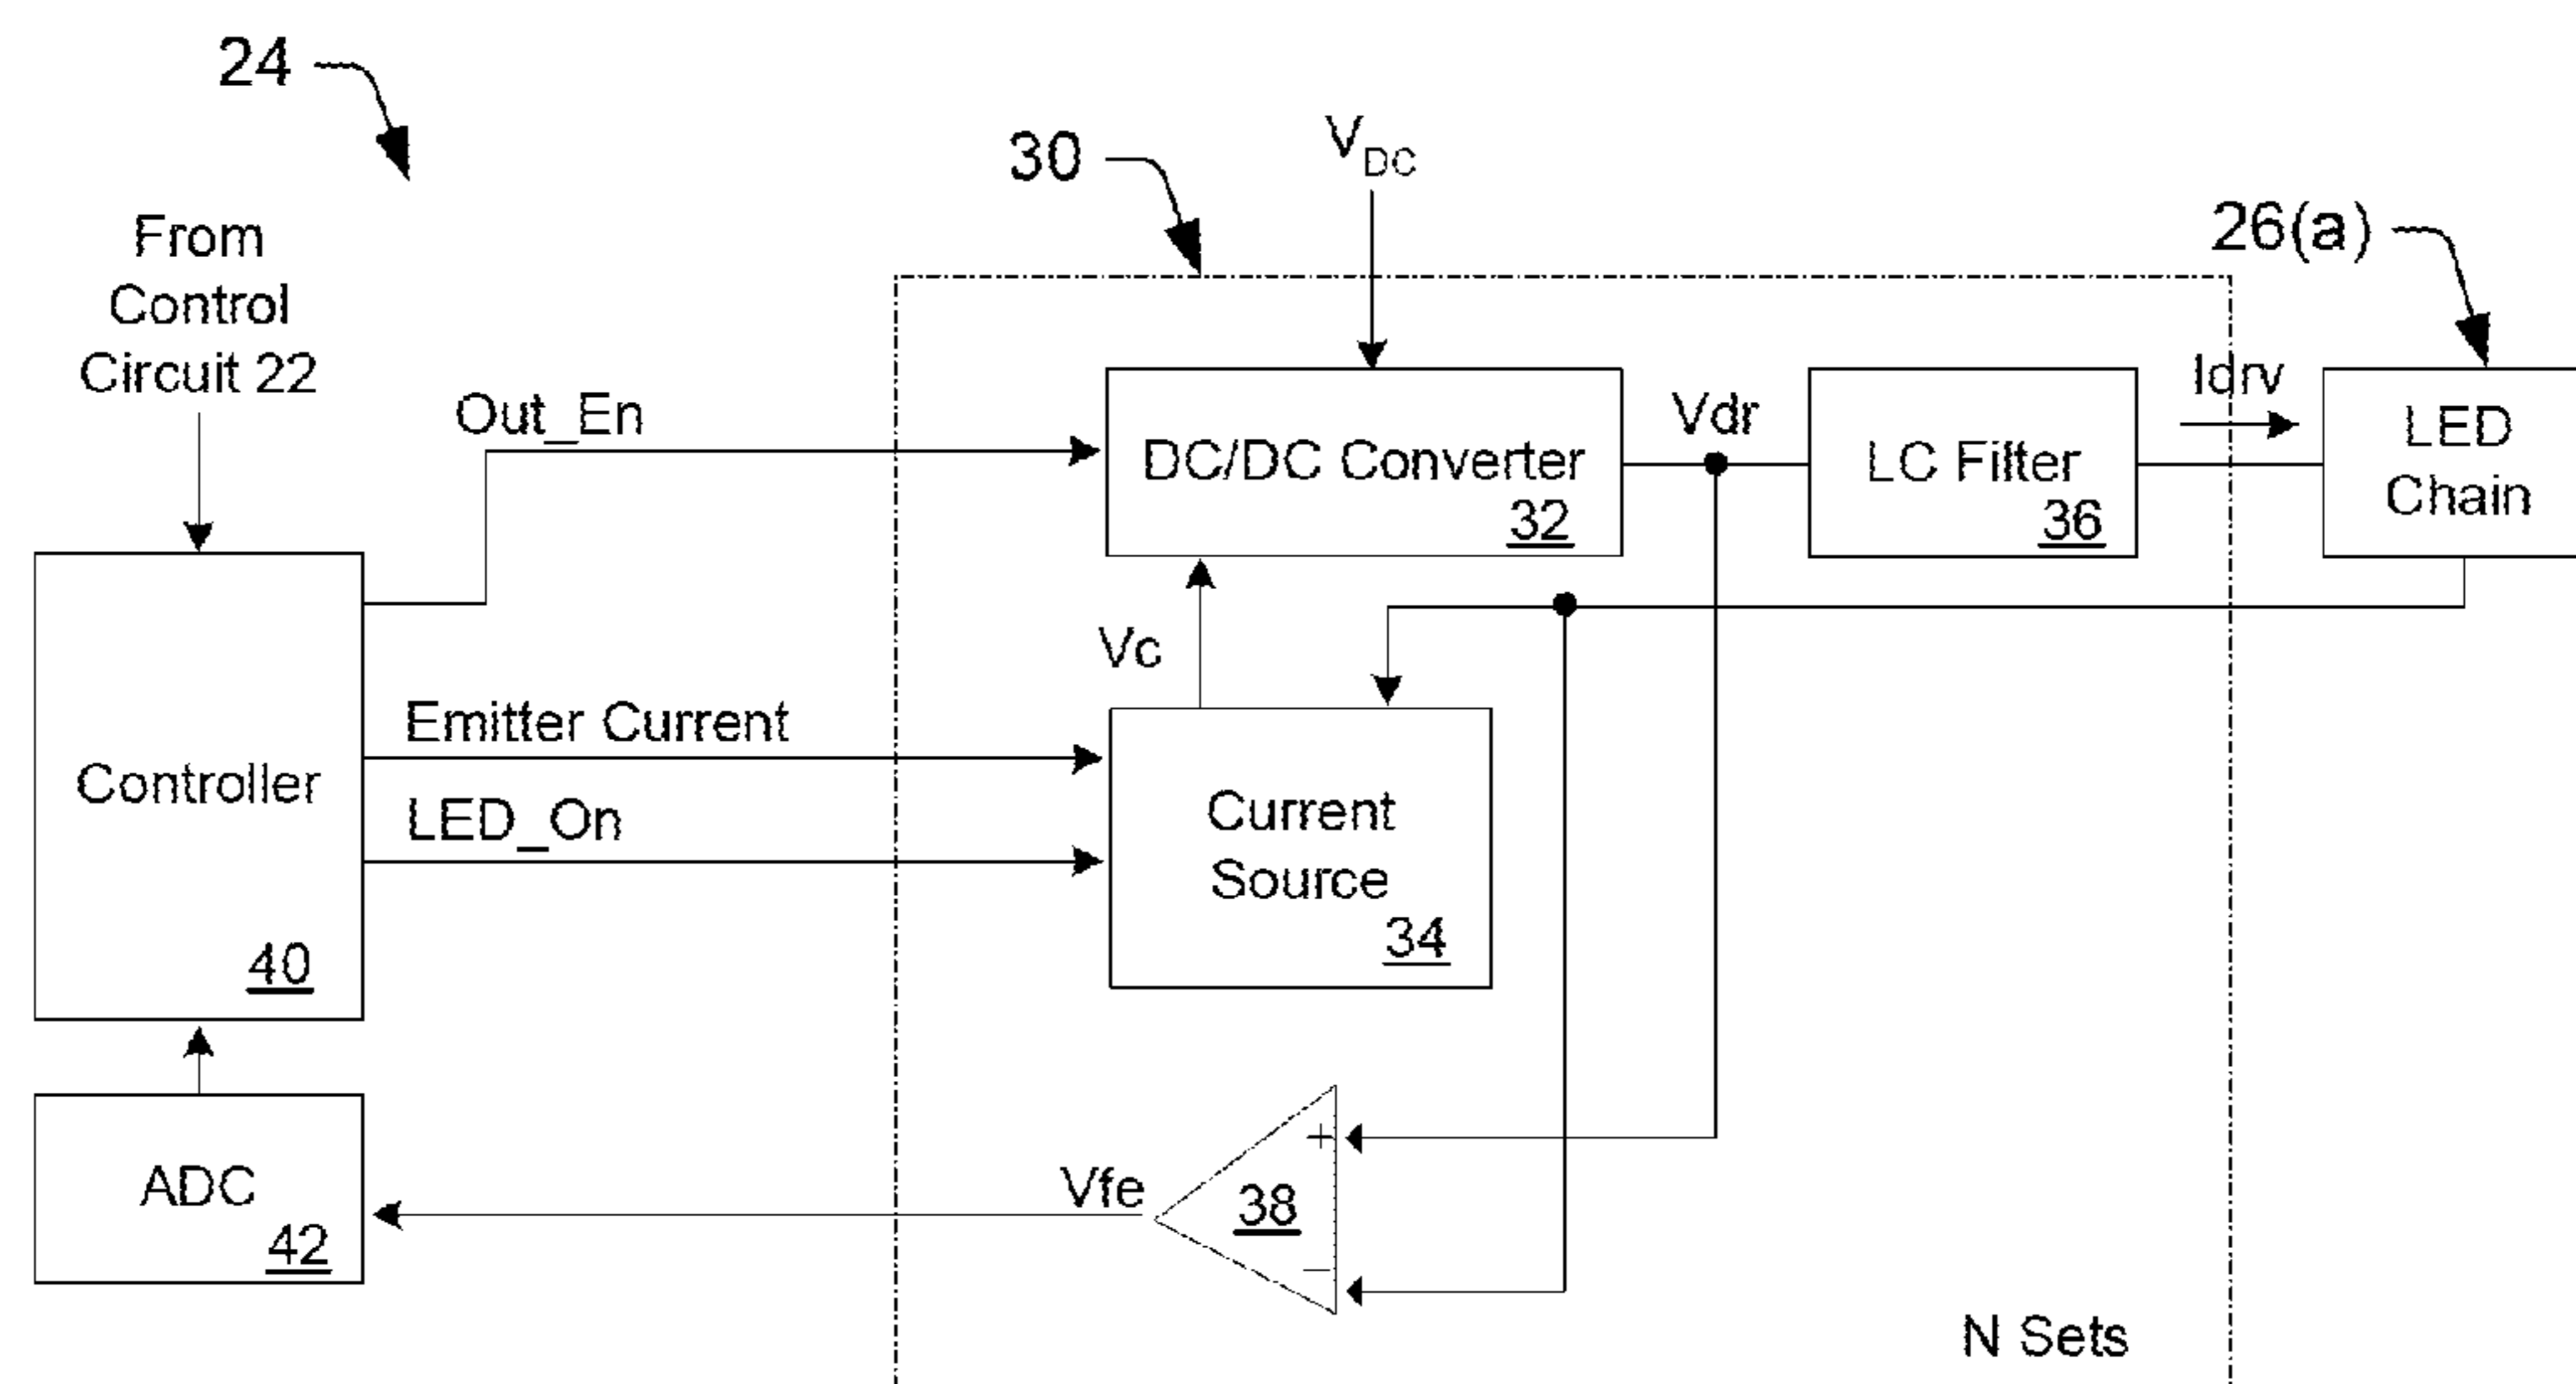 24
From
Control
Circuit 22
30
V_DC
26(a)
Out_En
DC/DC Converter
32
Vdr
LC Filter
36
Idrv
LED
Chain
Vc
Emitter Current
LED_On
Controller
40
Current
Source
34
Vfe
+
38
−
ADC
42
N Sets